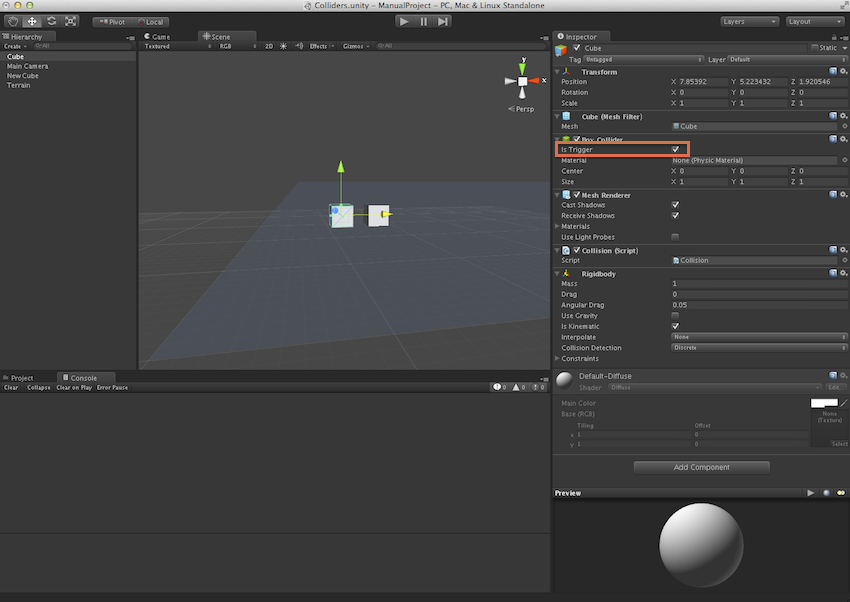 Colliders.unity - ManualProject - PC, Mac & Linux Standalone
Pivot Local
Layers Layout
Hierarchy
Create All
Cube
Main Camera
New Cube
Terrain
Game Scene
Textured RGB 2D Effects Gizmos All
y
x
Persp
Inspector
Cube Static
Tag Untagged Layer Default
Transform
Position X 7.85392 Y 5.223432 Z 1.920546
Rotation X 0 Y 0 Z 0
Scale X 1 Y 1 Z 1
Cube (Mesh Filter)
Mesh Cube
Box Collider
Is Trigger
Material None (Physic Material)
Center X 0 Y 0 Z 0
Size X 1 Y 1 Z 1
Mesh Renderer
Cast Shadows
Receive Shadows
Materials
Use Light Probes
Collision (Script)
Script Collision
Rigidbody
Mass 1
Drag 0
Angular Drag 0.05
Use Gravity
Is Kinematic
Interpolate None
Collision Detection Discrete
Constraints
Default-Diffuse
Shader Diffuse Edit
Main Color
Base (RGB) None
(Texture)
Tiling Offset
x 1 0
y 1 0
Select
Add Component
Preview
Project Console
Clear Collapse Clear on Play Error Pause 0 0 0